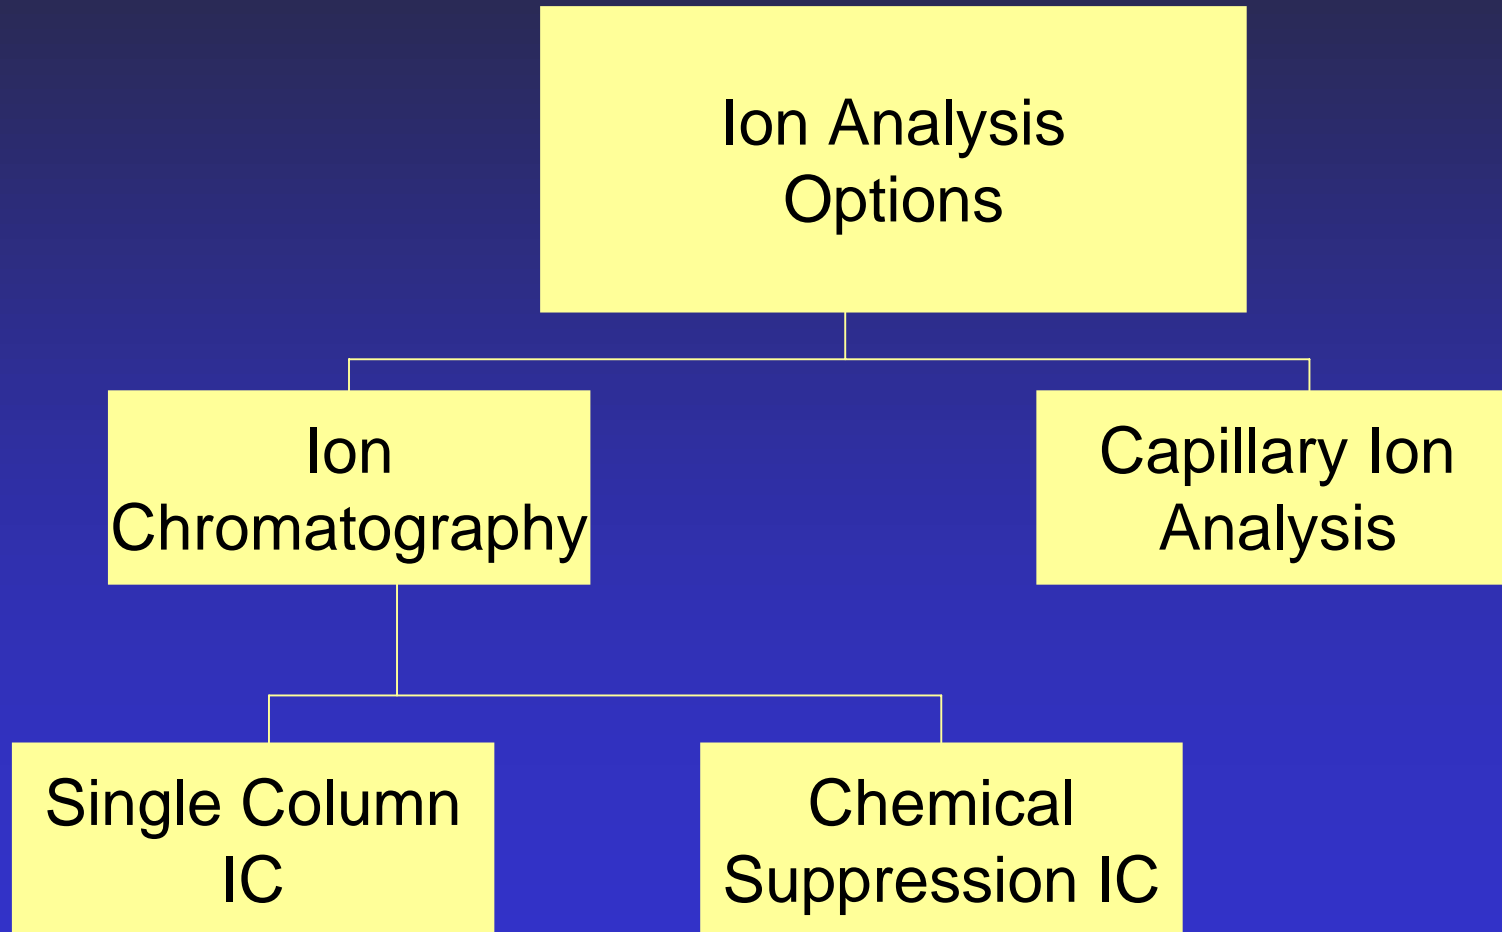 Ion Analysis
Options
Ion
Chromatography
Capillary Ion
Analysis
Single Column
IC
Chemical
Suppression IC